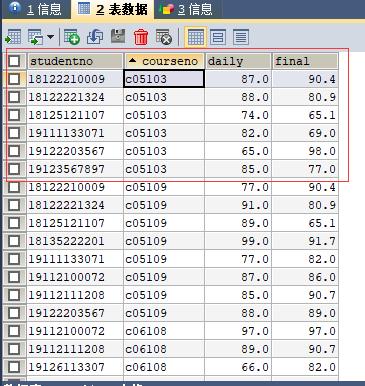 1 信息 2 表数据 3 信息
studentno courseno daily final
18122210009 c05103 87.0 90.4
18122221324 c05103 88.0 80.9
18125121107 c05103 74.0 65.1
19111133071 c05103 82.0 69.0
19122203567 c05103 65.0 98.0
19123567897 c05103 85.0 77.0
18122210009 c05109 77.0 90.4
18122221324 c05109 91.0 80.9
18125121107 c05109 89.0 65.1
18135222201 c05109 99.0 91.7
19111133071 c05109 77.0 82.0
19112100072 c05109 87.0 86.0
19112111208 c05109 85.0 90.7
19122203567 c05109 88.0 89.0
19112100072 c06108 97.0 97.0
19112111208 c06108 89.0 90.7
19126113307 c06108 66.0 82.0